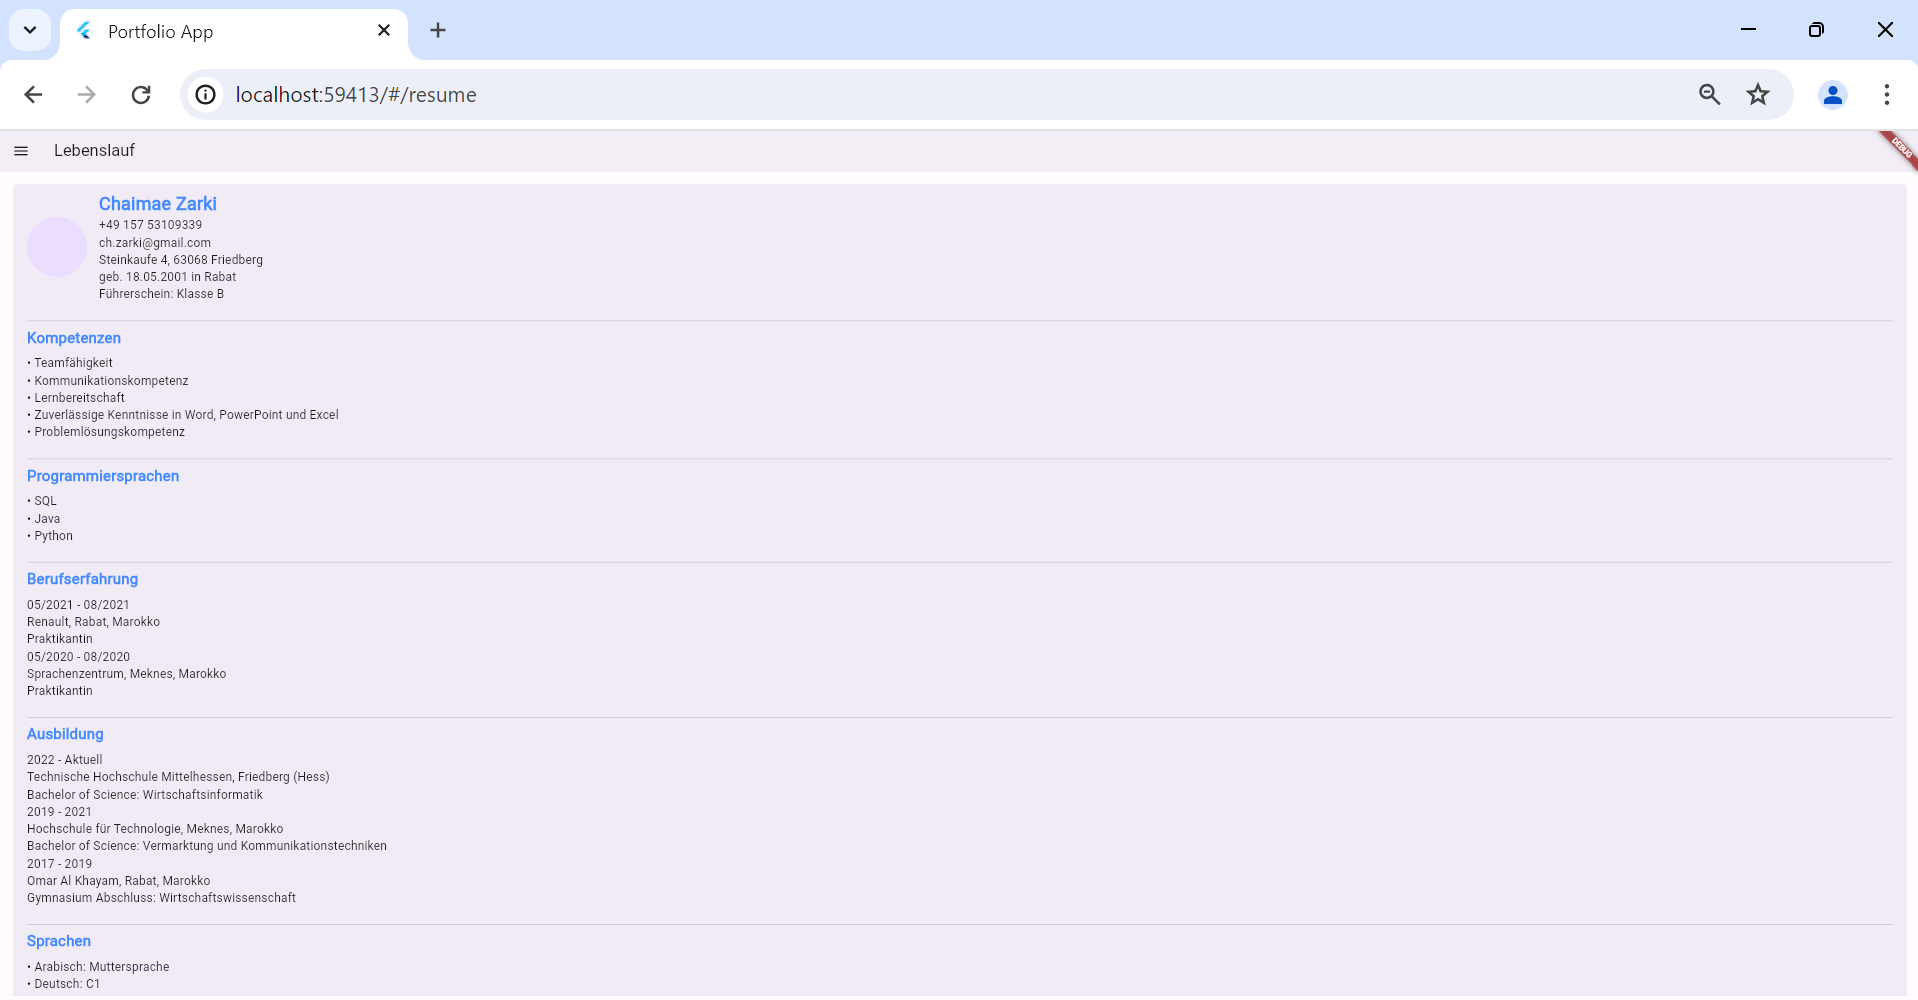 Portfolio App
localhost:59413/#/resume
Lebenslauf
DEBUG
Chaimae Zarki
+49 157 53109339
ch.zarki@gmail.com
Steinkaufe 4, 63068 Friedberg
geb. 18.05.2001 in Rabat
Führerschein: Klasse B
Kompetenzen
• Teamfähigkeit
• Kommunikationskompetenz
• Lernbereitschaft
• Zuverlässige Kenntnisse in Word, PowerPoint und Excel
• Problemlösungskompetenz
Programmiersprachen
• SQL
• Java
• Python
Berufserfahrung
05/2021 - 08/2021
Renault, Rabat, Marokko
Praktikantin
05/2020 - 08/2020
Sprachenzentrum, Meknes, Marokko
Praktikantin
Ausbildung
2022 - Aktuell
Technische Hochschule Mittelhessen, Friedberg (Hess)
Bachelor of Science: Wirtschaftsinformatik
2019 - 2021
Hochschule für Technologie, Meknes, Marokko
Bachelor of Science: Vermarktung und Kommunikationstechniken
2017 - 2019
Omar Al Khayam, Rabat, Marokko
Gymnasium Abschluss: Wirtschaftswissenschaft
Sprachen
• Arabisch: Muttersprache
• Deutsch: C1